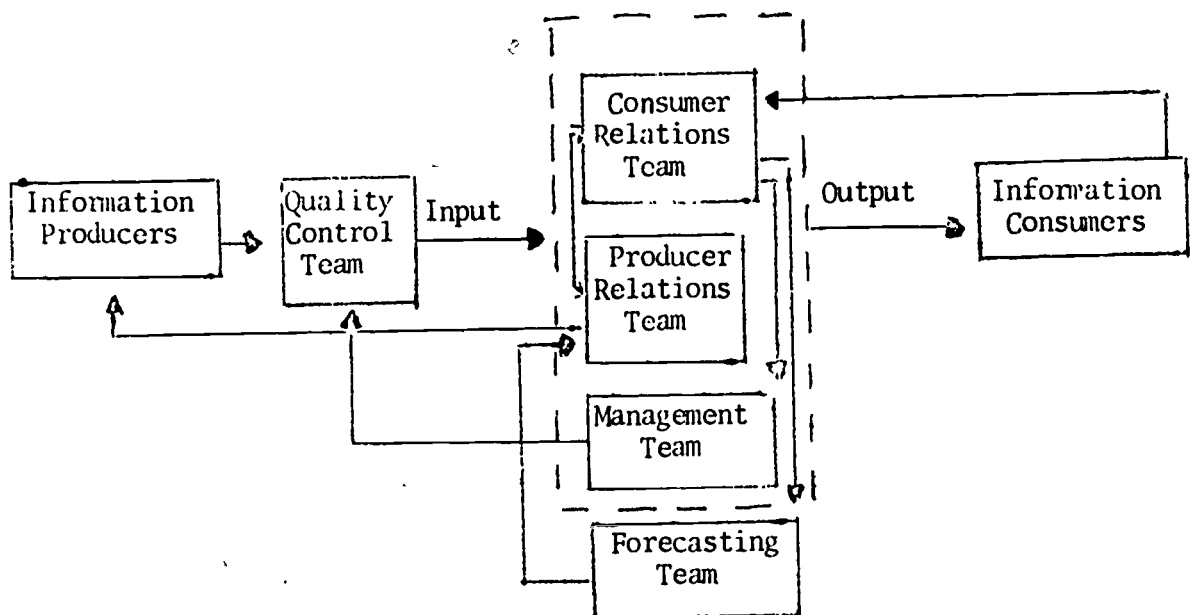 Consumer
Relations
Team
Information
Producers
Quality
Control
Team
Input
Output
Information
Consumers
Producer
Relations
Team
Management
Team
Forecasting
Team